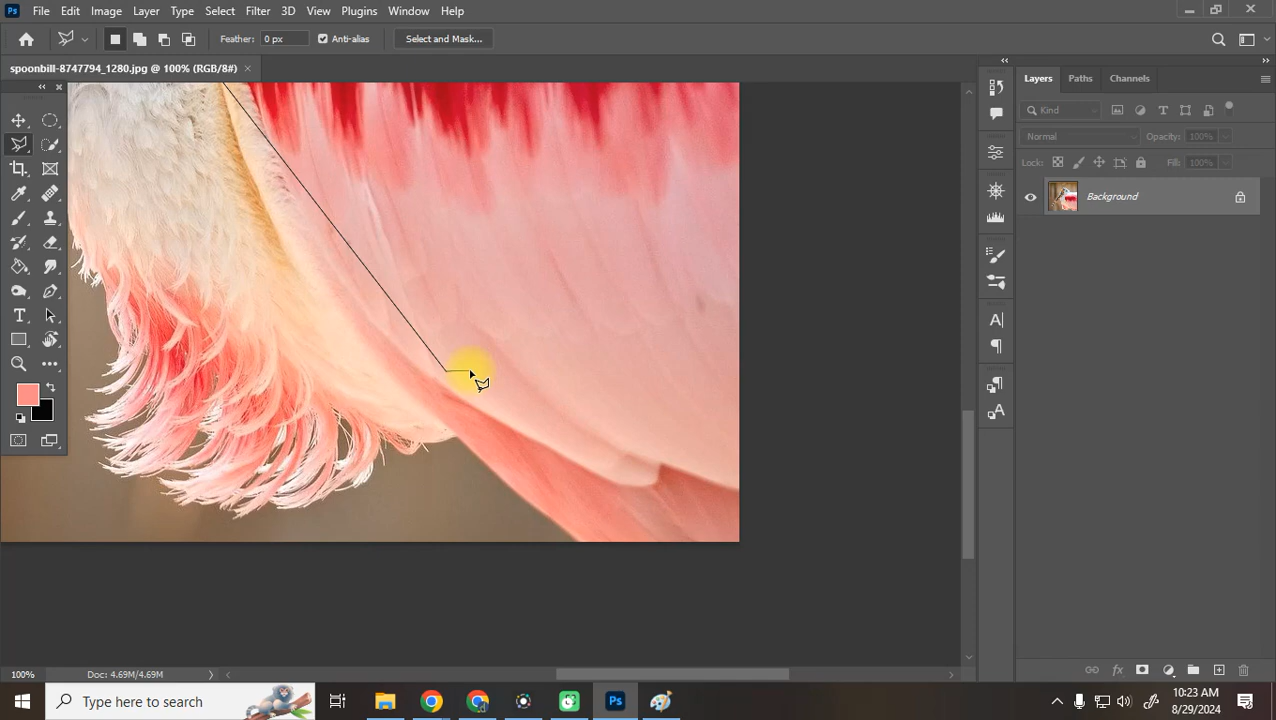 Ps File Edit Image Layer Type Select Filter 3D View Plugins Window Help
Feather: 0 px Anti-alias Select and Mask...
spoonbill-8747794_1280.jpg @ 100% (RGB/8#) ×
Layers Paths Channels
Kind
Normal Opacity: 100%
Lock: Fill: 100%
Background
100% Doc: 4.69M/4.69M
Type here to search
Ps
10:23 AM
8/29/2024